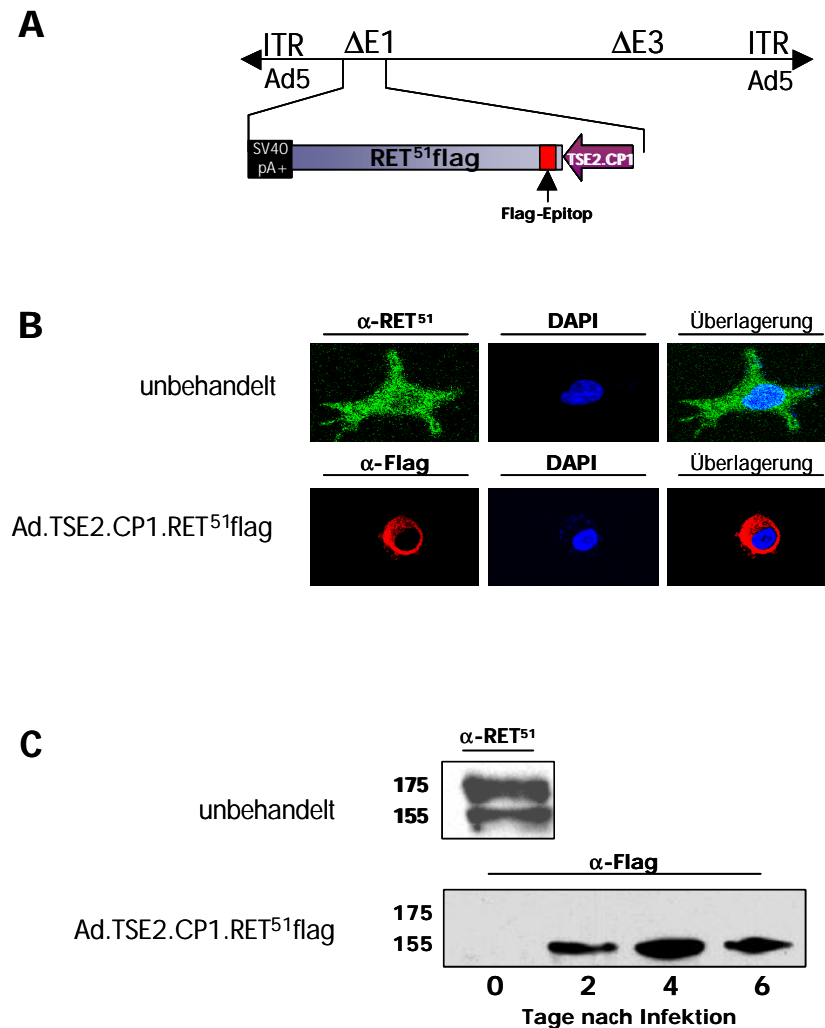 A
ITR ΔE1 ΔE3 ITR
Ad5 Ad5
SV40
pA+
RET51flag
TSE2.CP1
Flag-Epitop
B
α-RET51 DAPI Überlagerung
unbehandelt
α-Flag DAPI Überlagerung
Ad.TSE2.CP1.RET51flag
C
α-RET51
175
unbehandelt
155
α-Flag
175
Ad.TSE2.CP1.RET51flag
155
0 2 4 6
Tage nach Infektion